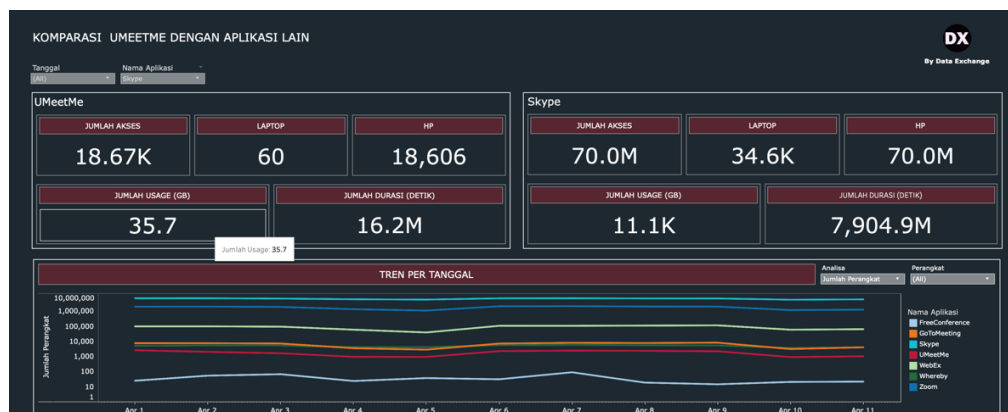 KOMPARASI UMEETME DENGAN APLIKASI LAIN
DX
By Data Exchange
Tanggal
Nama Aplikasi
(All)
Skype
UMeetMe
JUMLAH AKSES
LAPTOP
HP
18.67K
60
18,606
JUMLAH USAGE (GB)
JUMLAH DURASI (DETIK)
35.7
16.2M
Jumlah Usage: 35.7
Skype
JUMLAH AKSES
LAPTOP
HP
70.0M
34.6K
70.0M
JUMLAH USAGE (GB)
JUMLAH DURASI (DETIK)
11.1K
7,904.9M
TREN PER TANGGAL
Analisa
Perangkat
Jumlah Perangkat
(All)
Jumlah Perangkat
10,000,000
1,000,000
100,000
10,000
1,000
100
10
1
Apr 1
Apr 2
Apr 3
Apr 4
Apr 5
Apr 6
Apr 7
Apr 8
Apr 9
Apr 10
Apr 11
Nama Aplikasi
FreeConference
GoToMeeting
Skype
UMeetMe
WebEx
Whereby
Zoom